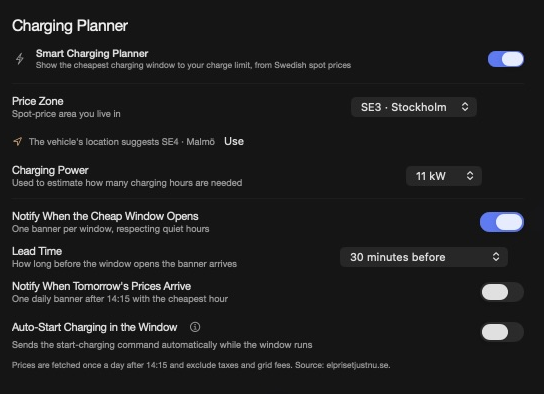 Charging Planner
Smart Charging Planner
Show the cheapest charging window to your charge limit, from Swedish spot prices
Price Zone
Spot-price area you live in
SE3 · Stockholm
The vehicle's location suggests SE4 · Malmö Use
Charging Power
Used to estimate how many charging hours are needed
11 kW
Notify When the Cheap Window Opens
One banner per window, respecting quiet hours
Lead Time
How long before the window opens the banner arrives
30 minutes before
Notify When Tomorrow's Prices Arrive
One daily banner after 14:15 with the cheapest hour
Auto-Start Charging in the Window
Sends the start-charging command automatically while the window runs
Prices are fetched once a day after 14:15 and exclude taxes and grid fees. Source: elprisetjustnu.se.